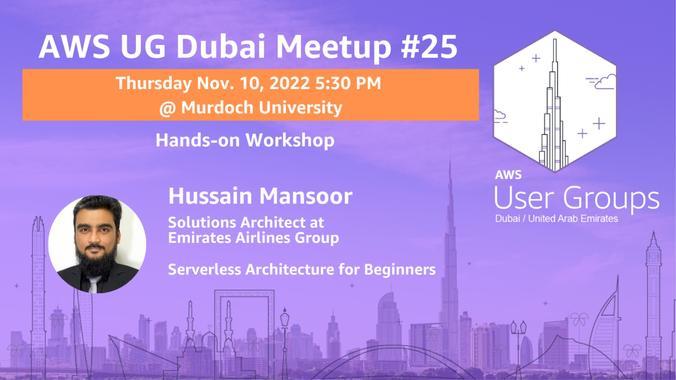 AWS UG Dubai Meetup #25
Thursday Nov. 10, 2022 5:30 PM
@ Murdoch University
Hands-on Workshop
Hussain Mansoor
Solutions Architect at
Emirates Airlines Group
Serverless Architecture for Beginners
AWS
User Groups
Dubai / United Arab Emirates